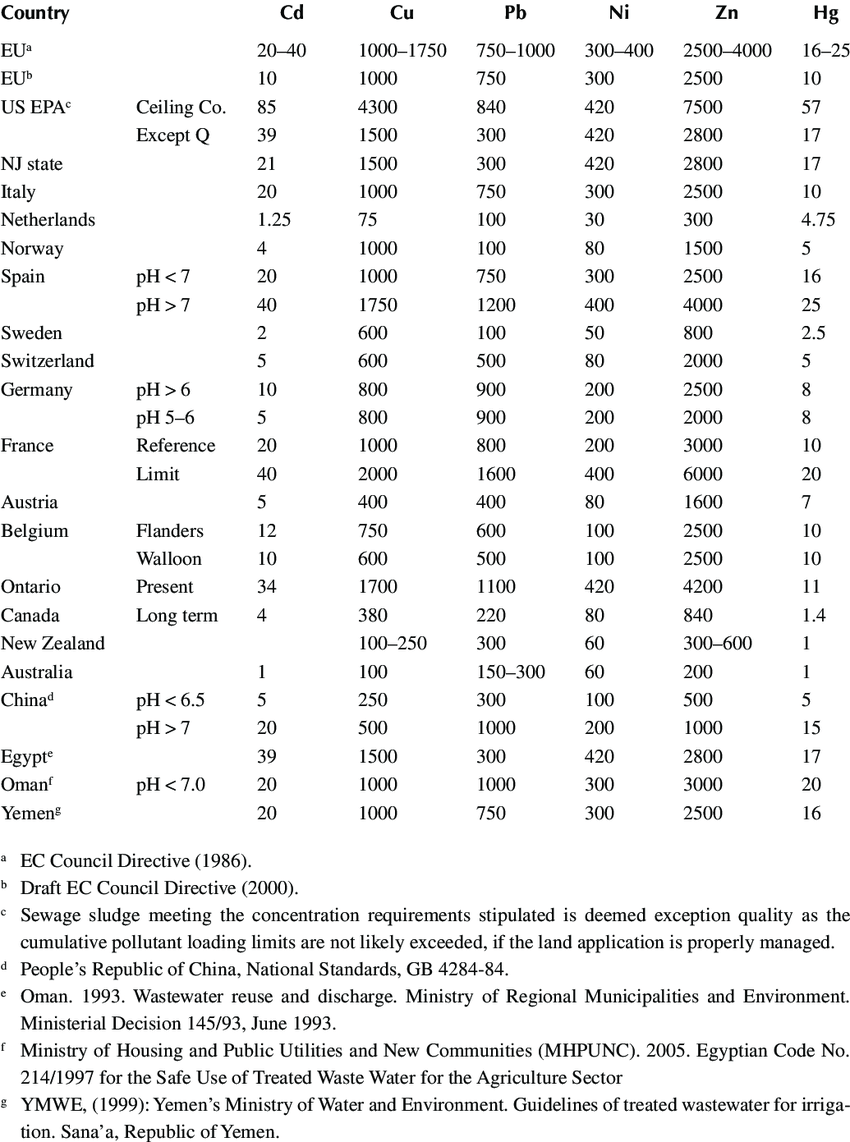 Country Cd Cu Pb Ni Zn Hg
EUᵃ 20–40 1000–1750 750–1000 300–400 2500–4000 16–25
EUᵇ 10 1000 750 300 2500 10
US EPAᶜ Ceiling Co. 85 4300 840 420 7500 57
Except Q 39 1500 300 420 2800 17
NJ state 21 1500 300 420 2800 17
Italy 20 1000 750 300 2500 10
Netherlands 1.25 75 100 30 300 4.75
Norway 4 1000 100 80 1500 5
Spain pH < 7 20 1000 750 300 2500 16
pH > 7 40 1750 1200 400 4000 25
Sweden 2 600 100 50 800 2.5
Switzerland 5 600 500 80 2000 5
Germany pH > 6 10 800 900 200 2500 8
pH 5–6 5 800 900 200 2000 8
France Reference 20 1000 800 200 3000 10
Limit 40 2000 1600 400 6000 20
Austria 5 400 400 80 1600 7
Belgium Flanders 12 750 600 100 2500 10
Walloon 10 600 500 100 2500 10
Ontario Present 34 1700 1100 420 4200 11
Canada Long term 4 380 220 80 840 1.4
New Zealand 100–250 300 60 300–600 1
Australia 1 100 150–300 60 200 1
Chinaᵈ pH < 6.5 5 250 300 100 500 5
pH > 7 20 500 1000 200 1000 15
Egyptᵉ 39 1500 300 420 2800 17
Omanᶠ pH < 7.0 20 1000 1000 300 3000 20
Yemenᵍ 20 1000 750 300 2500 16
ᵃ EC Council Directive (1986).
ᵇ Draft EC Council Directive (2000).
ᶜ Sewage sludge meeting the concentration requirements stipulated is deemed exception quality as the
cumulative pollutant loading limits are not likely exceeded, if the land application is properly managed.
ᵈ People's Republic of China, National Standards, GB 4284-84.
ᵉ Oman. 1993. Wastewater reuse and discharge. Ministry of Regional Municipalities and Environment.
Ministerial Decision 145/93, June 1993.
ᶠ Ministry of Housing and Public Utilities and New Communities (MHPUNC). 2005. Egyptian Code No.
214/1997 for the Safe Use of Treated Waste Water for the Agriculture Sector
ᵍ YMWE, (1999): Yemen's Ministry of Water and Environment. Guidelines of treated wastewater for irriga-
tion. Sana'a, Republic of Yemen.